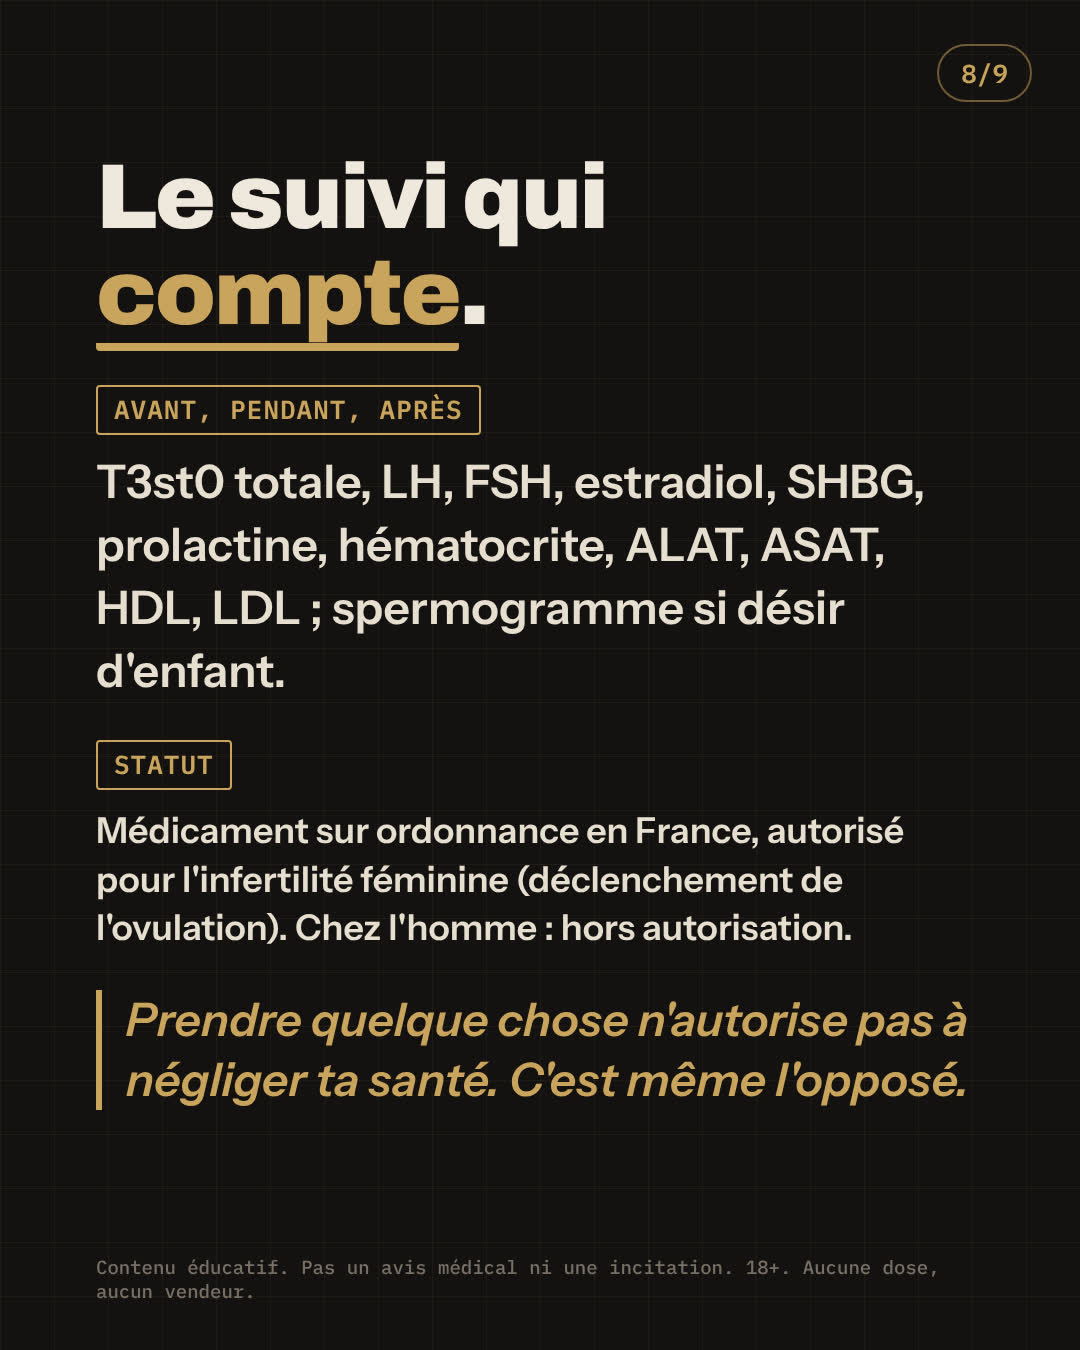 8/9
Le suivi qui
compte.
AVANT, PENDANT, APRÈS
T3st0 totale, LH, FSH, estradiol, SHBG,
prolactine, hématocrite, ALAT, ASAT,
HDL, LDL ; spermogramme si désir
d'enfant.
STATUT
Médicament sur ordonnance en France, autorisé
pour l'infertilité féminine (déclenchement de
l'ovulation). Chez l'homme : hors autorisation.
Prendre quelque chose n'autorise pas à
négliger ta santé. C'est même l'opposé.
Contenu éducatif. Pas un avis médical ni une incitation. 18+. Aucune dose,
aucun vendeur.